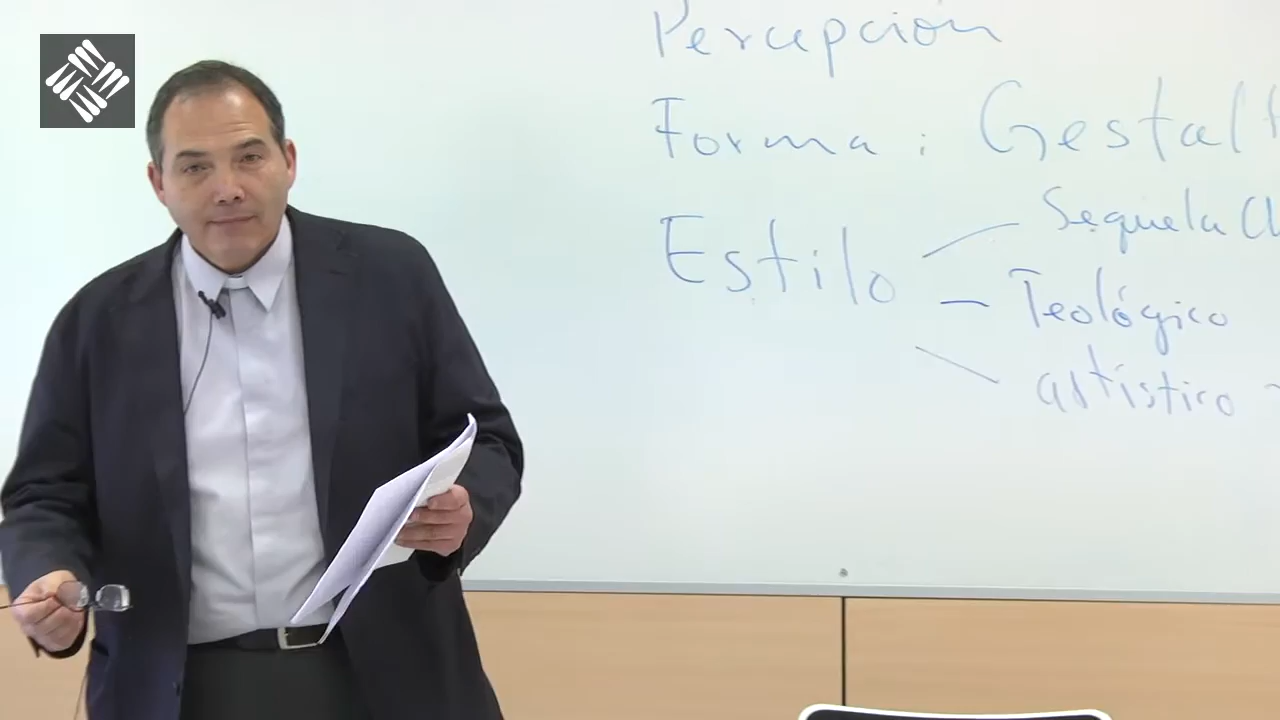 Percepción
Forma : Gestalt
Estilo
Sequela
Teológico
artístico